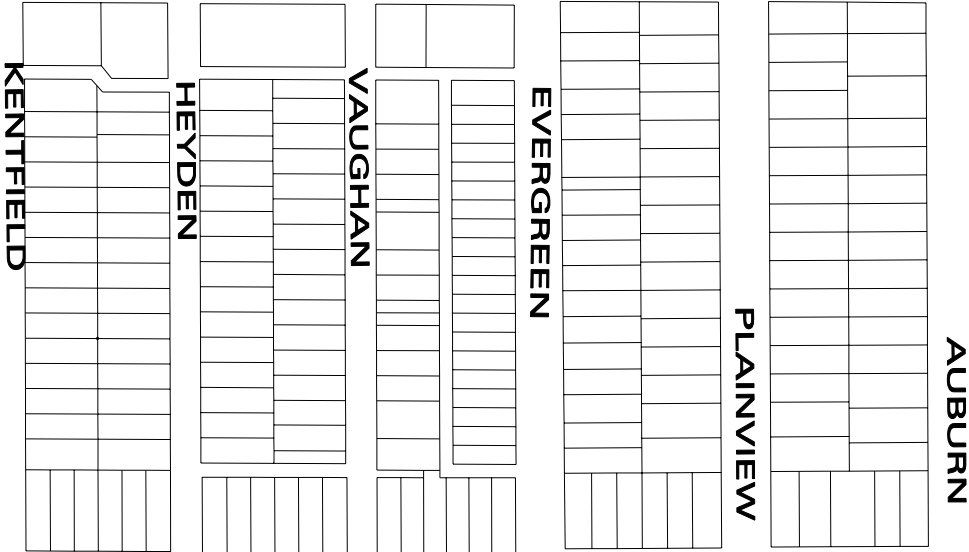 KENTFIELD
HEYDEN
VAUGHAN
EVERGREEN
PLAINVIEW
AUBURN